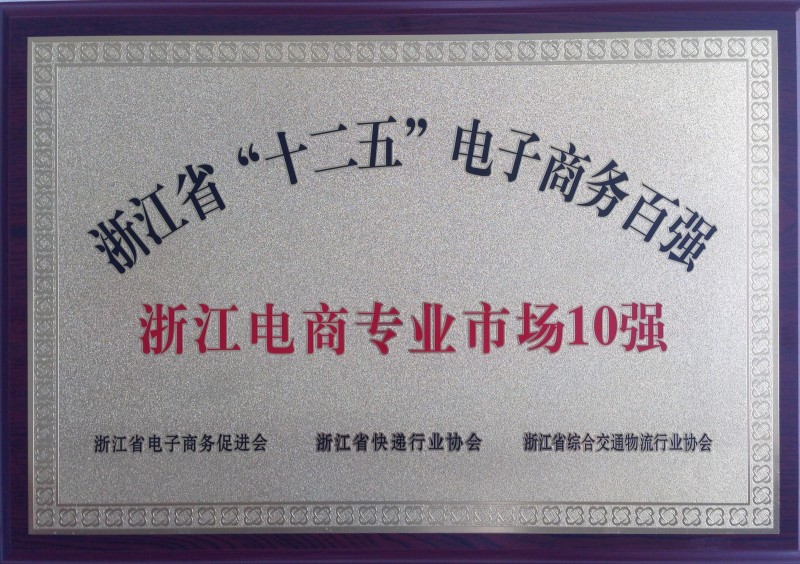 浙江省“十二五”电子商务百强
浙江电商专业市场10强
浙江省电子商务促进会 浙江省快递行业协会 浙江省综合交通物流行业协会